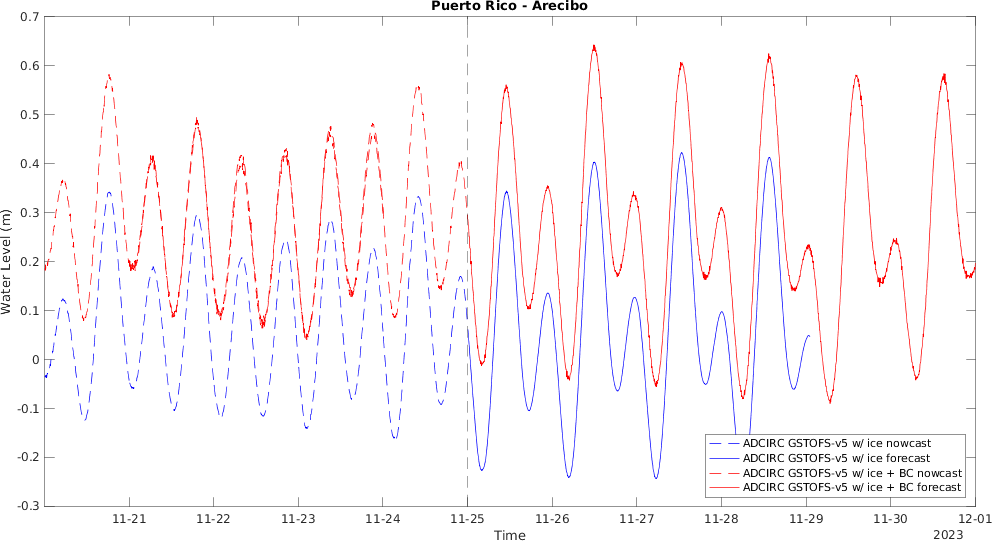 Puerto Rico - Arecibo
Water Level (m)
0.7
0.6
0.5
0.4
0.3
0.2
0.1
0
-0.1
-0.2
-0.3
ADCIRC GSTOFS-v5 w/ ice nowcast
ADCIRC GSTOFS-v5 w/ ice forecast
ADCIRC GSTOFS-v5 w/ ice + BC nowcast
ADCIRC GSTOFS-v5 w/ ice + BC forecast
11-21 11-22 11-23 11-24 11-25 11-26 11-27 11-28 11-29 11-30 12-01
Time
2023